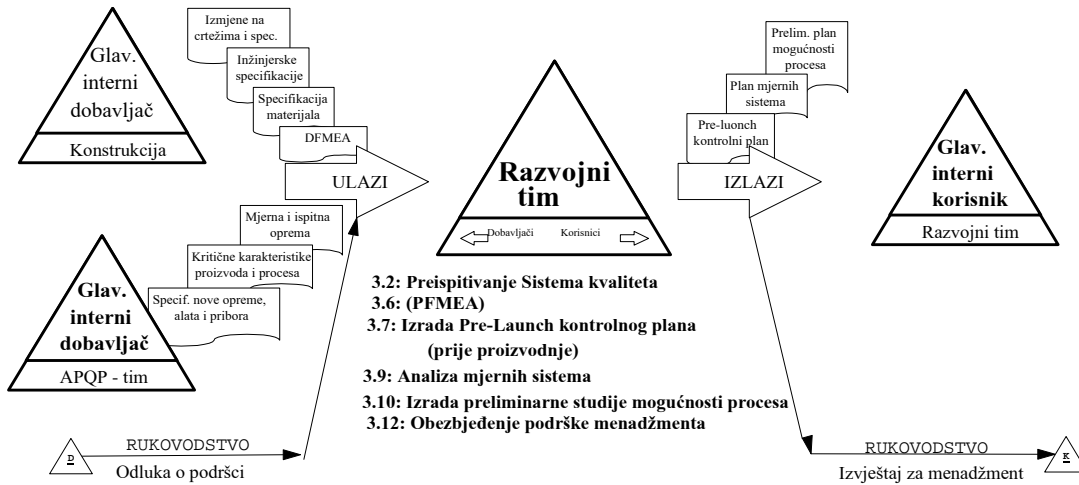 Izmjene na
crtežima i spec.
Inžinjerske
specifikacije
Specifikacija
materijala
DFMEA
Glav.
interni
dobavljač
Konstrukcija
ULAZI
Mjerna i ispitna
oprema
Kritične karakteristike
proizvoda i procesa
Specif. nove opreme,
alata i pribora
Glav.
interni
dobavljač
APQP - tim
D
RUKOVODSTVO
Odluka o podršci
Razvojni
tim
Dobavljači Korisnici
3.2: Preispitivanje Sistema kvaliteta
3.6: (PFMEA)
3.7: Izrada Pre-Launch kontrolnog plana
(prije proizvodnje)
3.9: Analiza mjernih sistema
3.10: Izrada preliminarne studije mogućnosti procesa
3.12: Obezbjeđenje podrške menadžmenta
Prelim. plan
mogućnosti
procesa
Plan mjernih
sistema
Pre-luonch
kontrolni plan
IZLAZI
Glav.
interni
korisnik
Razvojni tim
RUKOVODSTVO
Izvještaj za menadžment
K